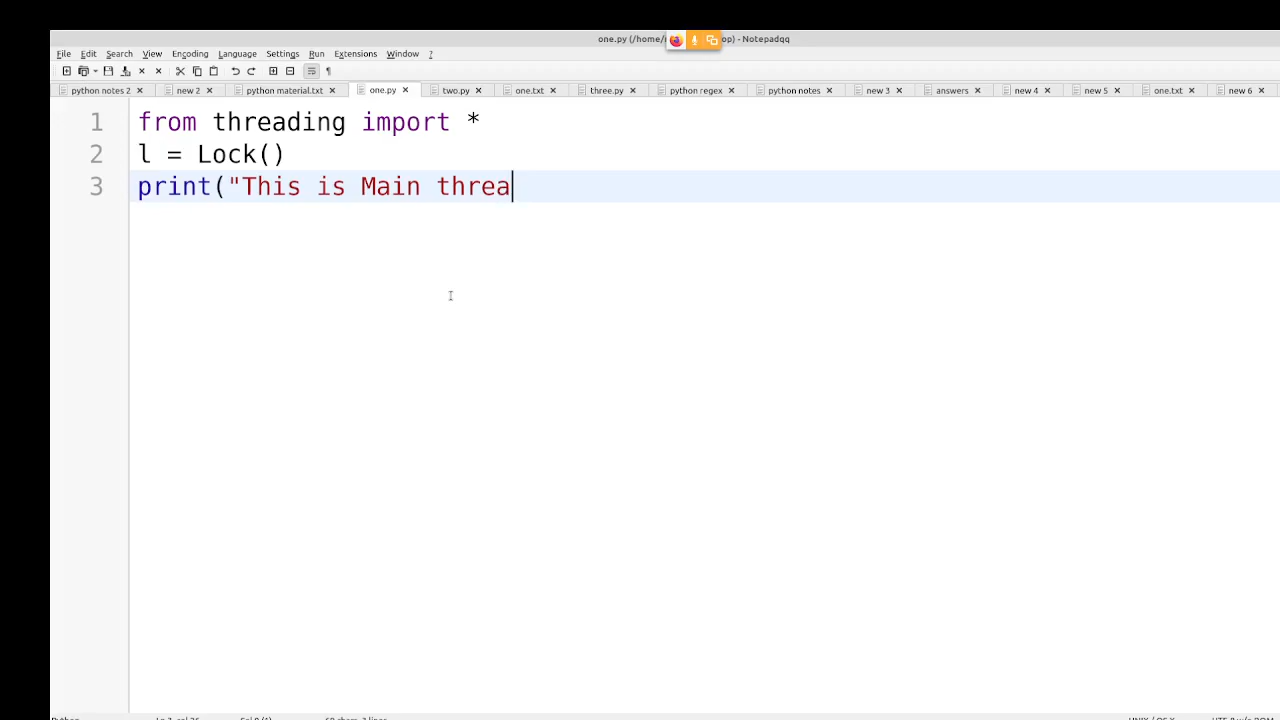 one.py (/home/ op) - Notepadqq
File Edit Search View Encoding Language Settings Run Extensions Window ?
python notes 2 new 2 python material.txt one.py two.py one.txt three.py python regex python notes new 3 answers new 4 new 5 one.txt new 6
1 from threading import *
2 l = Lock()
3 print("This is Main threa